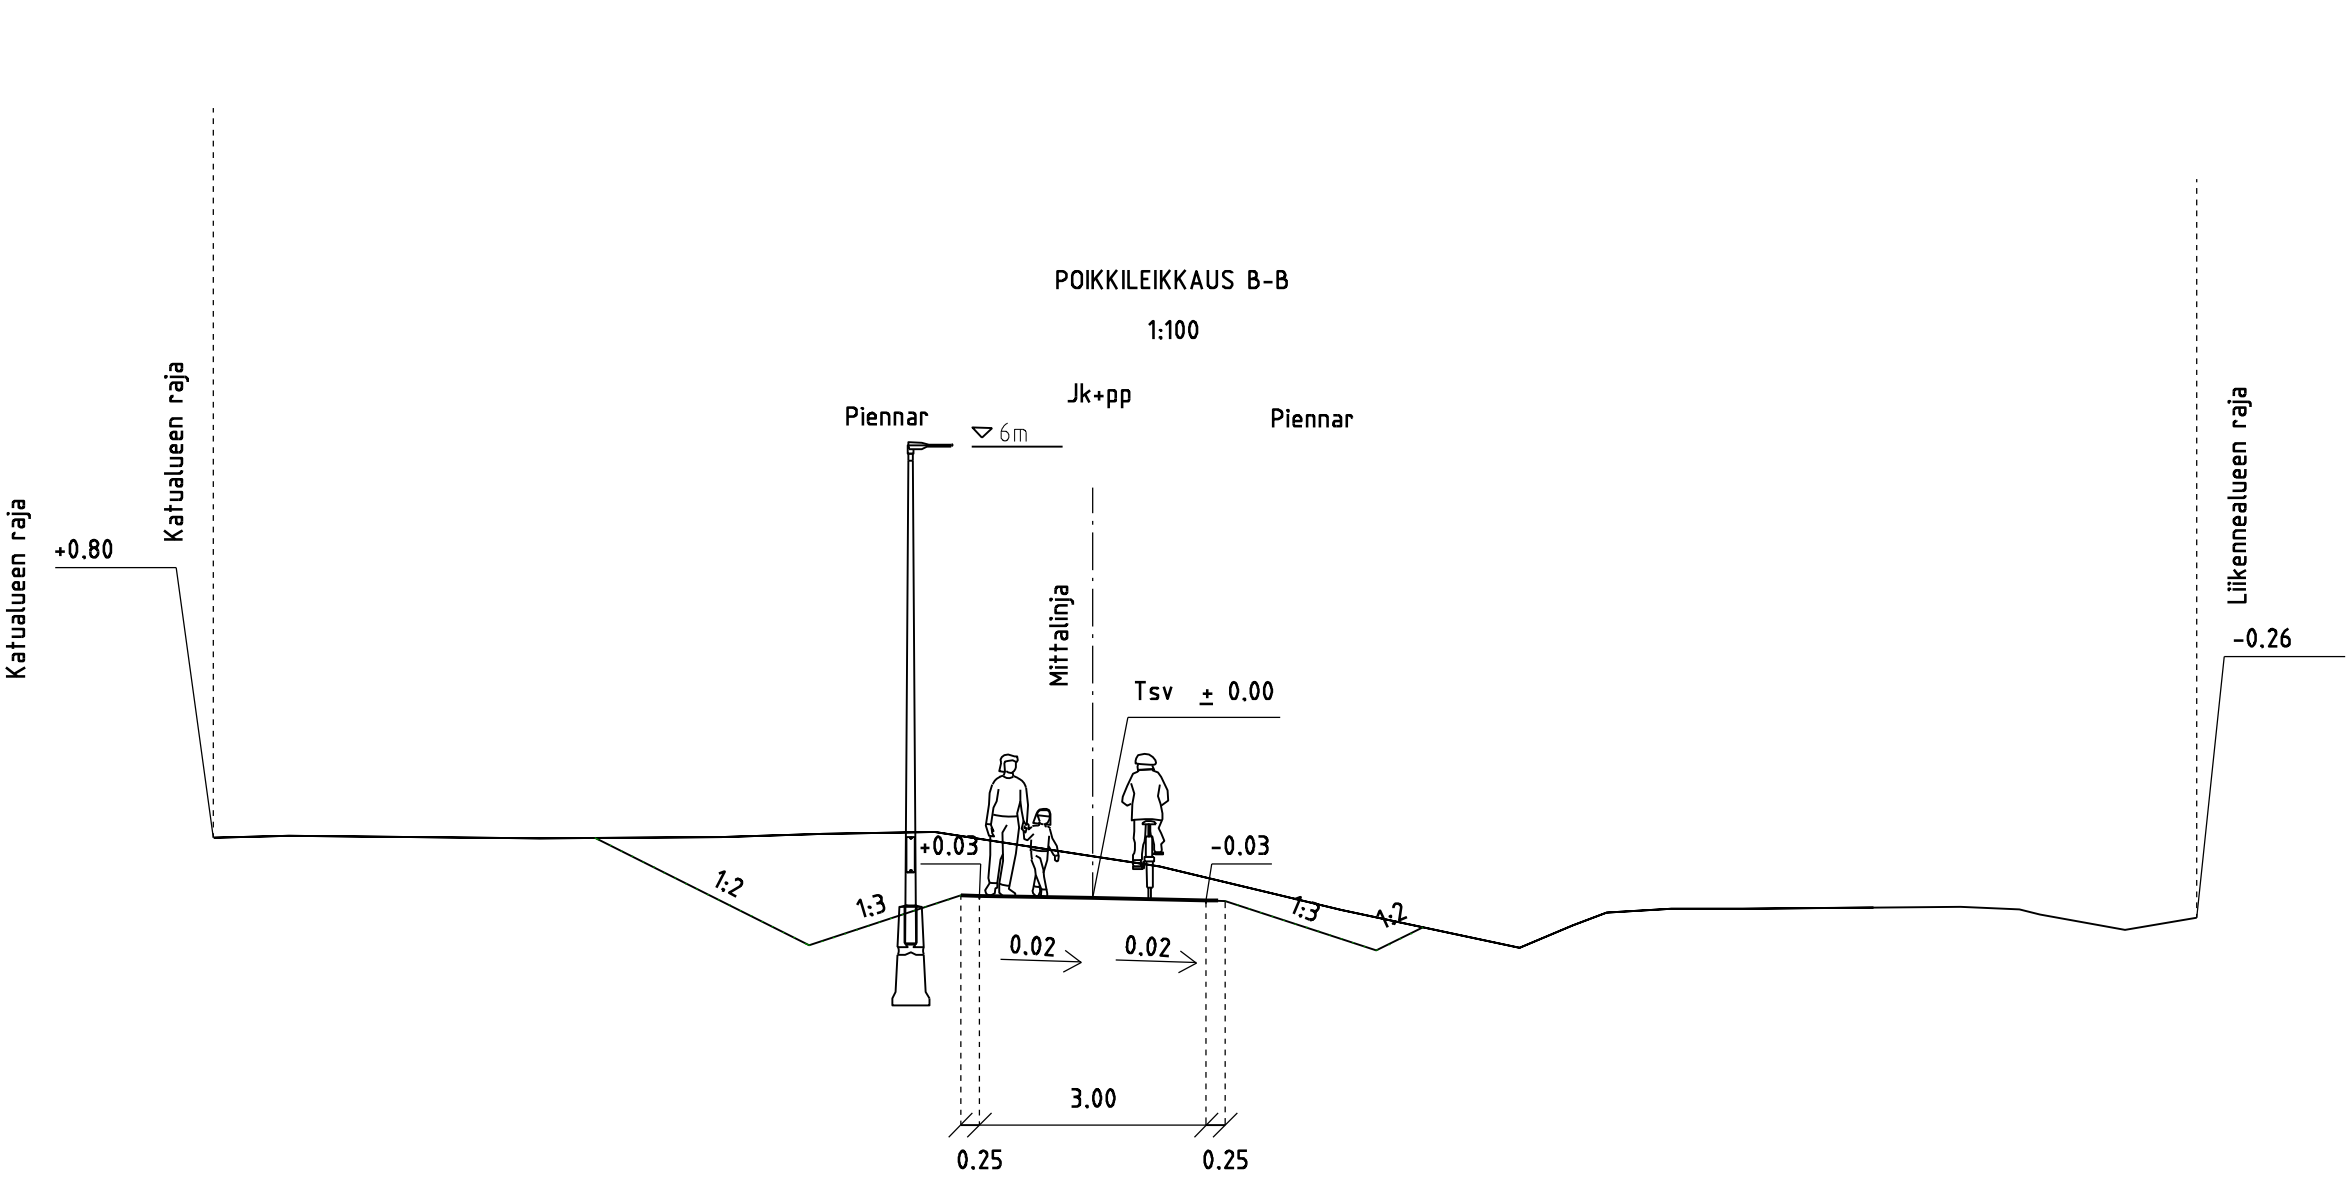 POIKKILEIKKAUS B-B
1:100
Jk+pp
Piennar
Piennar
6m
Katualueen raja
Katualueen raja
Liikennealueen raja
+0.80
Mittalinja
-0.26
Tsv ± 0.00
+0.03
-0.03
1:2
1:3
1:3
1:2
0.02
0.02
3.00
0.25
0.25